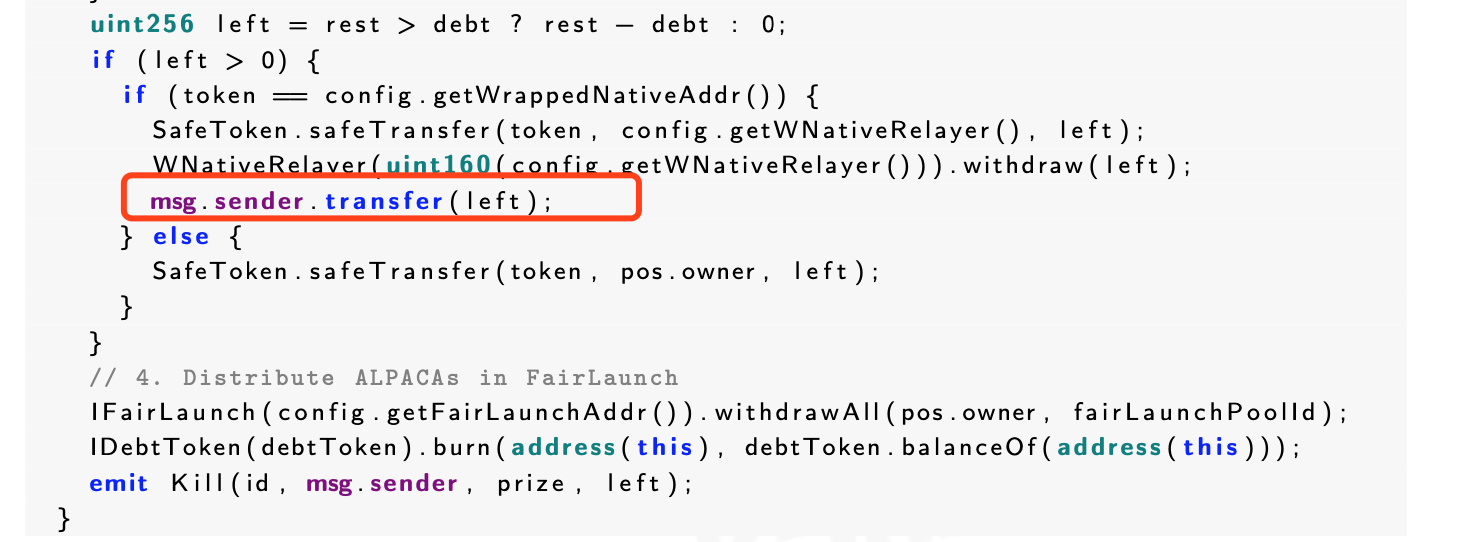 uint256 left = rest > debt ? rest - debt : 0;
if (left > 0) {
if (token == config.getWrappedNativeAddr()) {
SafeToken.safeTransfer(token, config.getWNativeRelayer(), left);
WNativeRelayer(uint160(config.getWNativeRelayer())).withdraw(left);
msg.sender.transfer(left);
} else {
SafeToken.safeTransfer(token, pos.owner, left);
}
}
// 4. Distribute ALPACAs in FairLaunch
IFairLaunch(config.getFairLaunchAddr()).withdrawAll(pos.owner, fairLaunchPoolId);
IDebtToken(debtToken).burn(address(this), debtToken.balanceOf(address(this)));
emit Kill(id, msg.sender, prize, left);
}